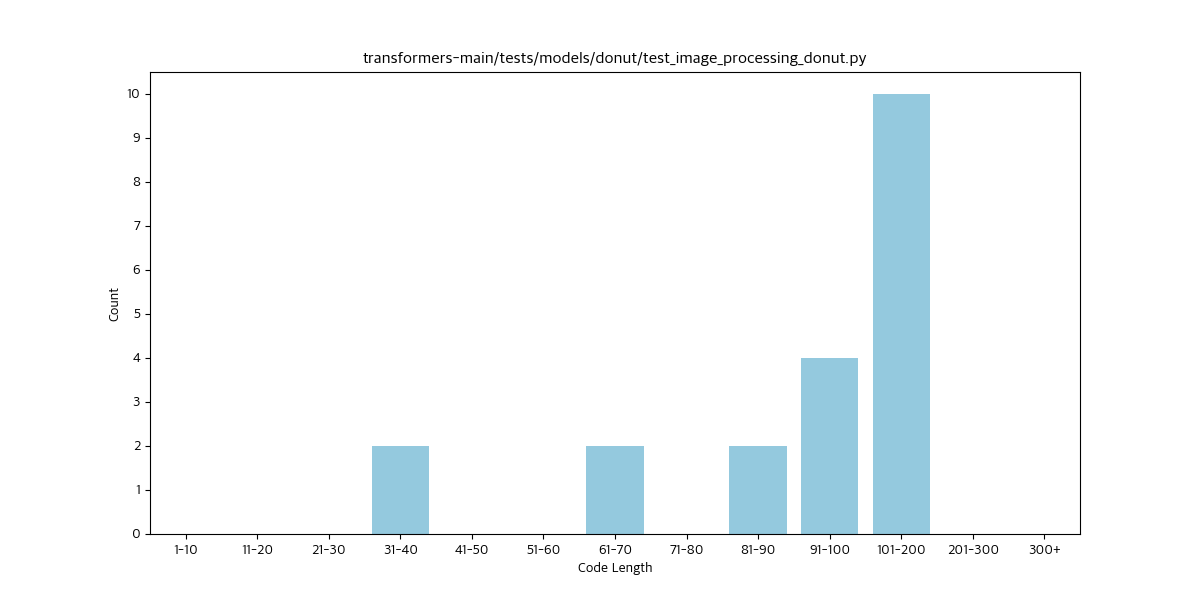 transformers-main/tests/models/donut/test_image_processing_donut.py
10
9
8
7
6
5
4
3
2
1
0
Count
1-10 11-20 21-30 31-40 41-50 51-60 61-70 71-80 81-90 91-100 101-200 201-300 300+
Code Length